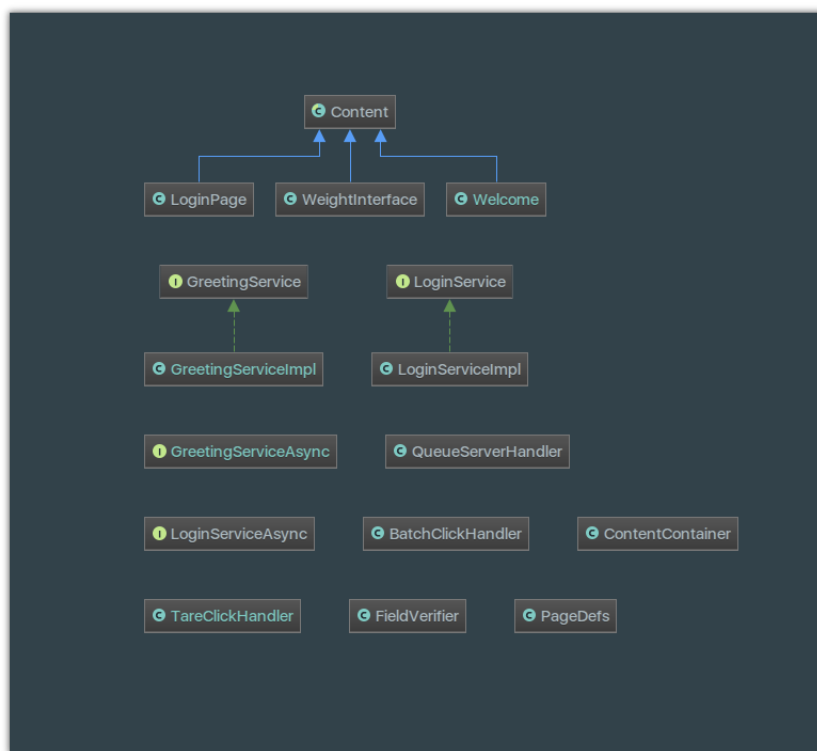 Content
LoginPage WeightInterface Welcome
GreetingService LoginService
GreetingServiceImpl LoginServiceImpl
GreetingServiceAsync QueueServerHandler
LoginServiceAsync BatchClickHandler ContentContainer
TareClickHandler FieldVerifier PageDefs